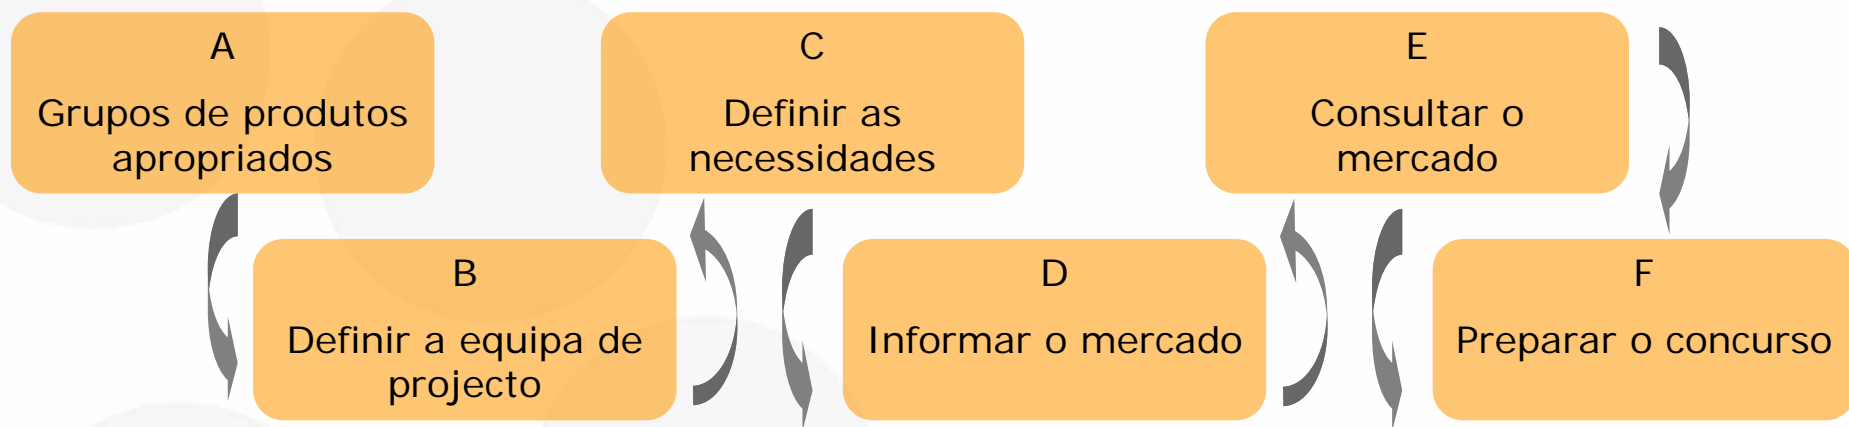 A
Grupos de produtos
apropriados
B
Definir a equipa de
projecto
C
Definir as
necessidades
D
Informar o mercado
E
Consultar o
mercado
F
Preparar o concurso